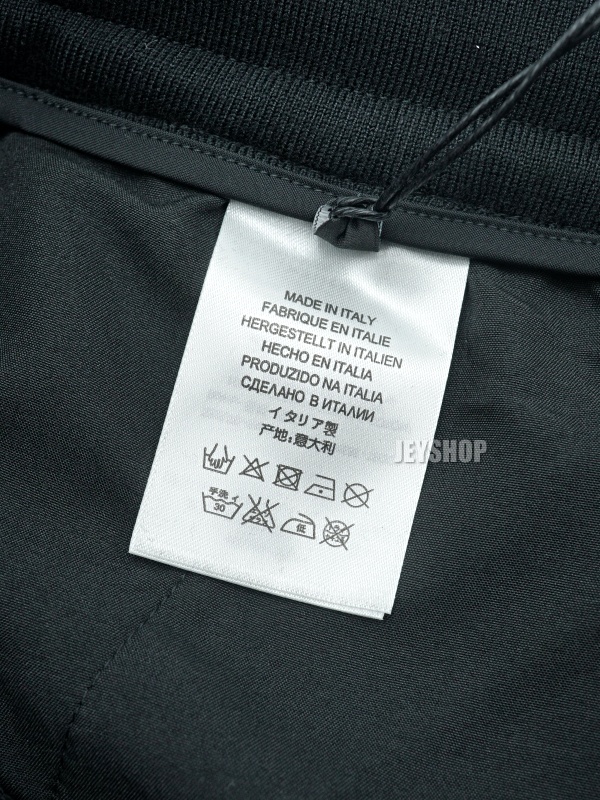 MADE IN ITALY
FABRIQUE EN ITALIE
HERGESTELLT IN ITALIEN
HECHO EN ITALIA
PRODUZIDO NA ITALIA
СДЕЛАНО В ИТАЛИИ
イタリア製
产地:意大利
JEYSHOP
手洗イ
30
低